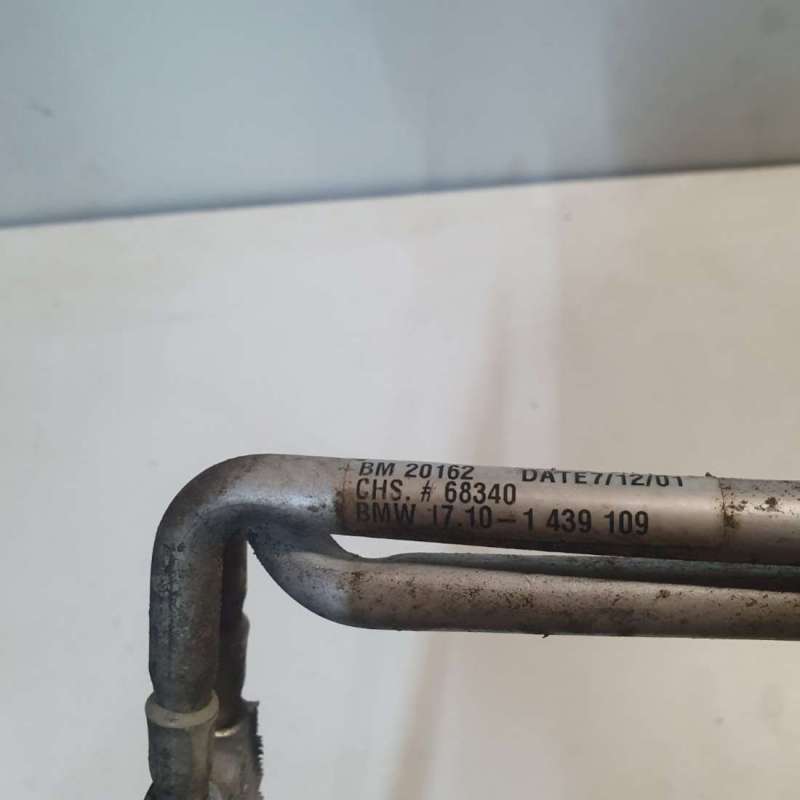 BM 20162 DATE7/12/01
CHS. # 68340
BMW 17.10-1 439 109